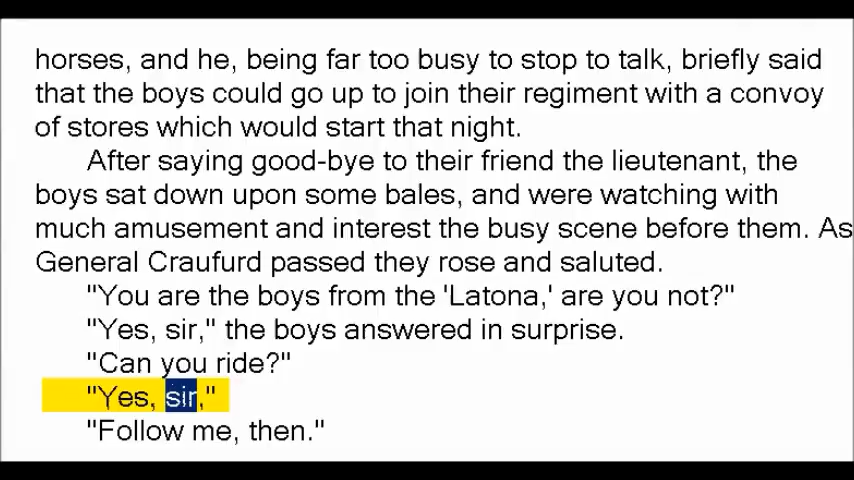 horses, and he, being far too busy to stop to talk, briefly said
that the boys could go up to join their regiment with a convoy
of stores which would start that night.
After saying good-bye to their friend the lieutenant, the
boys sat down upon some bales, and were watching with
much amusement and interest the busy scene before them. As
General Craufurd passed they rose and saluted.
"You are the boys from the 'Latona,' are you not?"
"Yes, sir," the boys answered in surprise.
"Can you ride?"
"Yes, sir,"
"Follow me, then."